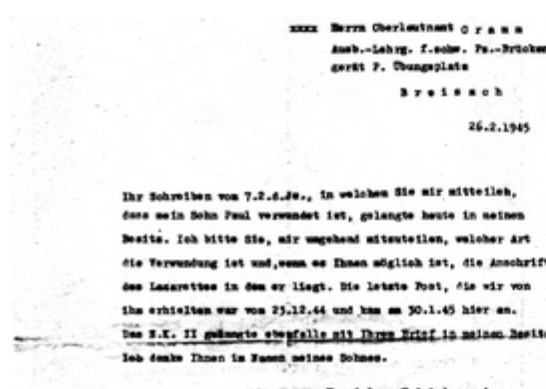 xxxx Herrn Oberleutnant G r a m m
Ausb.-Lehrg. f.schw. Ps.-Brücken
gerät P. Übungsplatz
B r e i s a c h
26.2.1945
Ihr Schreiben vom 7.2.d.Js., in welchem Sie mir mitteilen,
dass mein Sohn Paul verwundet ist, gelangte heute in meinen
Besitz. Ich bitte Sie, mir umgehend mitzuteilen, welcher Art
die Verwundung ist und,wenn es Ihnen möglich ist, die Anschrift
des Lazarettes in dem er liegt. Die letzte Post, die wir von
ihm erhielten war vom 23.12.44 und kam am 30.1.45 hier an.
Das E.K. II gelangte ebenfalls mit Ihrem Brief in meinen Besitz
Ich danke Ihnen im Namen meines Sohnes.